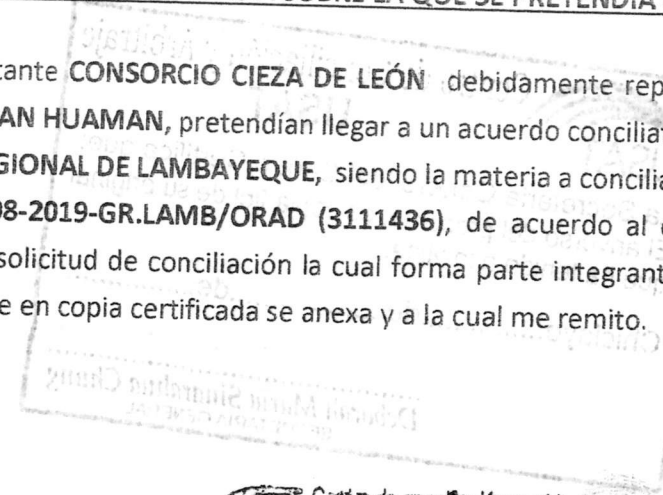 SOBRE LA QUE SE PRETENDIA
tante CONSORCIO CIEZA DE LEÓN debidamente rep
AN HUAMAN, pretendían llegar a un acuerdo concilia
GIONAL DE LAMBAYEQUE, siendo la materia a concilia
08-2019-GR.LAMB/ORAD (3111436), de acuerdo al
solicitud de conciliación la cual forma parte integrant
e en copia certificada se anexa y a la cual me remito.